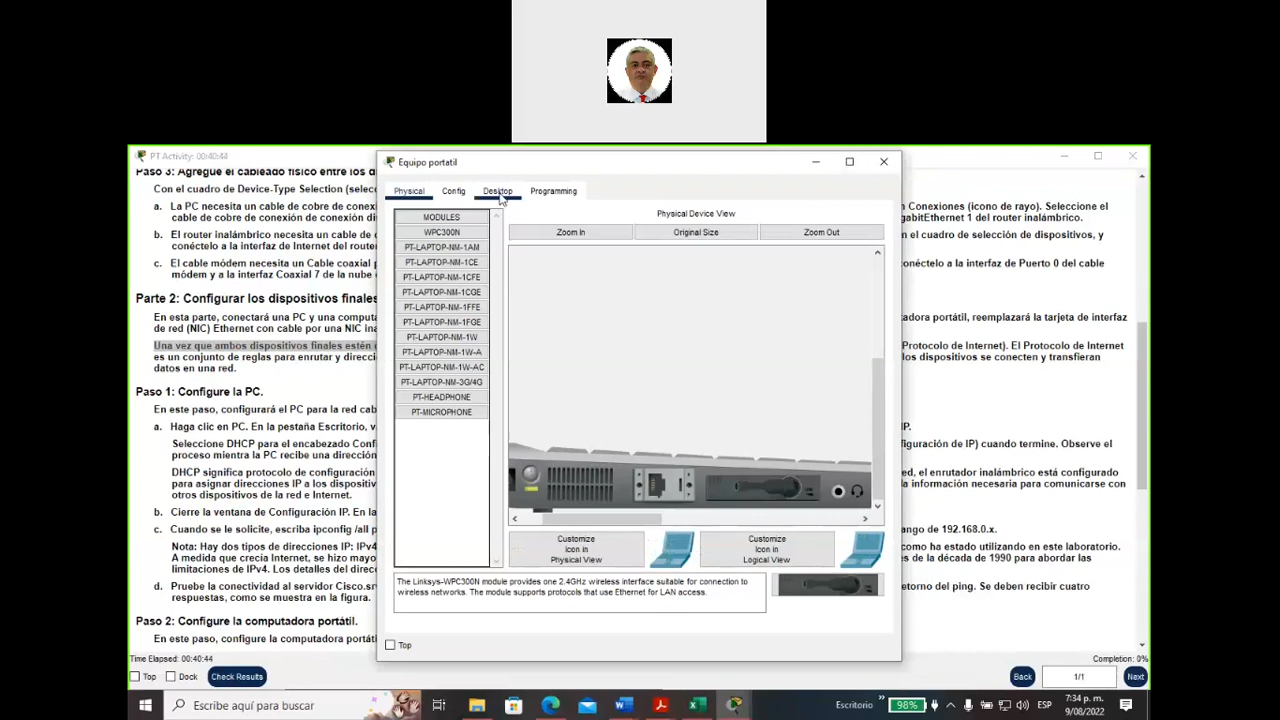 PT Activity: 00:40:44
Paso 3: Agregue el cableado físico entre los d
Con el cuadro de Device-Type Selection (selec
Conexiones (icono de rayo). Seleccione el
a. La PC necesita un cable de cobre de conex
cable de cobre de conexión de conexión di
gabitEthernet 1 del router inalámbrico.
b. El router inalámbrico necesita un cable de c
n el cuadro de selección de dispositivos, y
conéctelo a la interfaz de Internet del router
c. El cable módem necesita un Cable coaxial p
conéctelo a la interfaz de Puerto 0 del cable
módem y a la interfaz Coaxial 7 de la nube
Parte 2: Configurar los dispositivos finales
En esta parte, conectará una PC y una computa
adora portátil, reemplazará la tarjeta de interfaz
de red (NIC) Ethernet con cable por una NIC ina
Una vez que ambos dispositivos finales estén
Protocolo de Internet). El Protocolo de Internet
es un conjunto de reglas para enrutar y direcci
los dispositivos se conecten y transfieran
datos en una red.
Paso 1: Configure la PC.
En este paso, configurará el PC para la red cab
a. Haga clic en PC. En la pestaña Escritorio, v
IP.
Seleccione DHCP para el encabezado Conf
figuración de IP) cuando termine. Observe el
proceso mientra la PC recibe una direcció
DHCP significa protocolo de configuración
ed, el enrutador inalámbrico está configurado
para asignar direcciones IP a los dispositiv
la información necesaria para comunicarse con
otros dispositivos de la red e Internet.
b. Cierre la ventana de Configuración IP. En la
c. Cuando se le solicite, escriba ipconfig /all p
ango de 192.168.0.x.
Nota: Hay dos tipos de direcciones IP: IPv4
como ha estado utilizando en este laboratorio.
A medida que crecía Internet, se hizo mayor
s de la década de 1990 para abordar las
limitaciones de IPv4. Los detalles del direc
d. Pruebe la conectividad al servidor Cisco.sr
etorno del ping. Se deben recibir cuatro
respuestas, como se muestra en la figura.
Paso 2: Configure la computadora portátil.
En este paso, configure la computadora portáti
Time Elapsed: 00:40:44
Completion: 0%
Top
Dock
Check Results
Back
1/1
Next
Equipo portatil
Physical
Config
Desktop
Programming
MODULES
WPC300N
PT-LAPTOP-NM-1AM
PT-LAPTOP-NM-1CE
PT-LAPTOP-NM-1CFE
PT-LAPTOP-NM-1CGE
PT-LAPTOP-NM-1FFE
PT-LAPTOP-NM-1FGE
PT-LAPTOP-NM-1W
PT-LAPTOP-NM-1W-A
PT-LAPTOP-NM-1W-AC
PT-LAPTOP-NM-3G/4G
PT-HEADPHONE
PT-MICROPHONE
Physical Device View
Zoom In
Original Size
Zoom Out
Customize
Icon in
Physical View
Customize
Icon in
Logical View
The Linksys-WPC300N module provides one 2.4GHz wireless interface suitable for connection to
wireless networks. The module supports protocols that use Ethernet for LAN access.
Top
Escribe aquí para buscar
Escritorio
98%
ESP
7:34 p. m.
9/08/2022